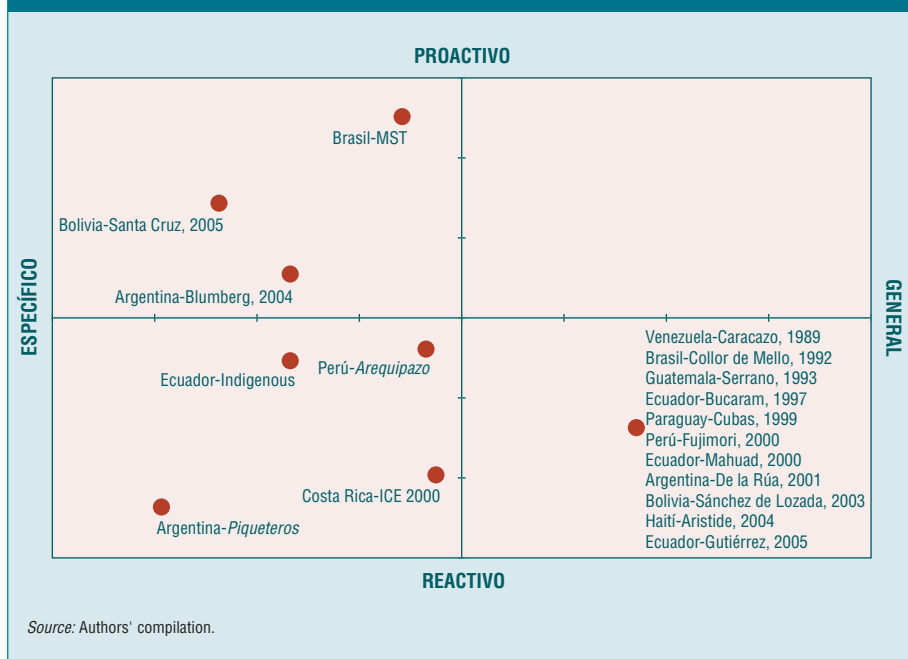 PROACTIVO
Brasil-MST
Bolivia-Santa Cruz, 2005
Argentina-Blumberg, 2004
ESPECÍFICO
GENERAL
Venezuela-Caracazo, 1989
Brasil-Collor de Mello, 1992
Guatemala-Serrano, 1993
Ecuador-Bucaram, 1997
Paraguay-Cubas, 1999
Perú-Fujimori, 2000
Ecuador-Mahuad, 2000
Argentina-De la Rúa, 2001
Bolivia-Sánchez de Lozada, 2003
Haití-Aristide, 2004
Ecuador-Gutiérrez, 2005
Perú-Arequipazo
Ecuador-Indigenous
Costa Rica-ICE 2000
Argentina-Piqueteros
REACTIVO
Source: Authors' compilation.